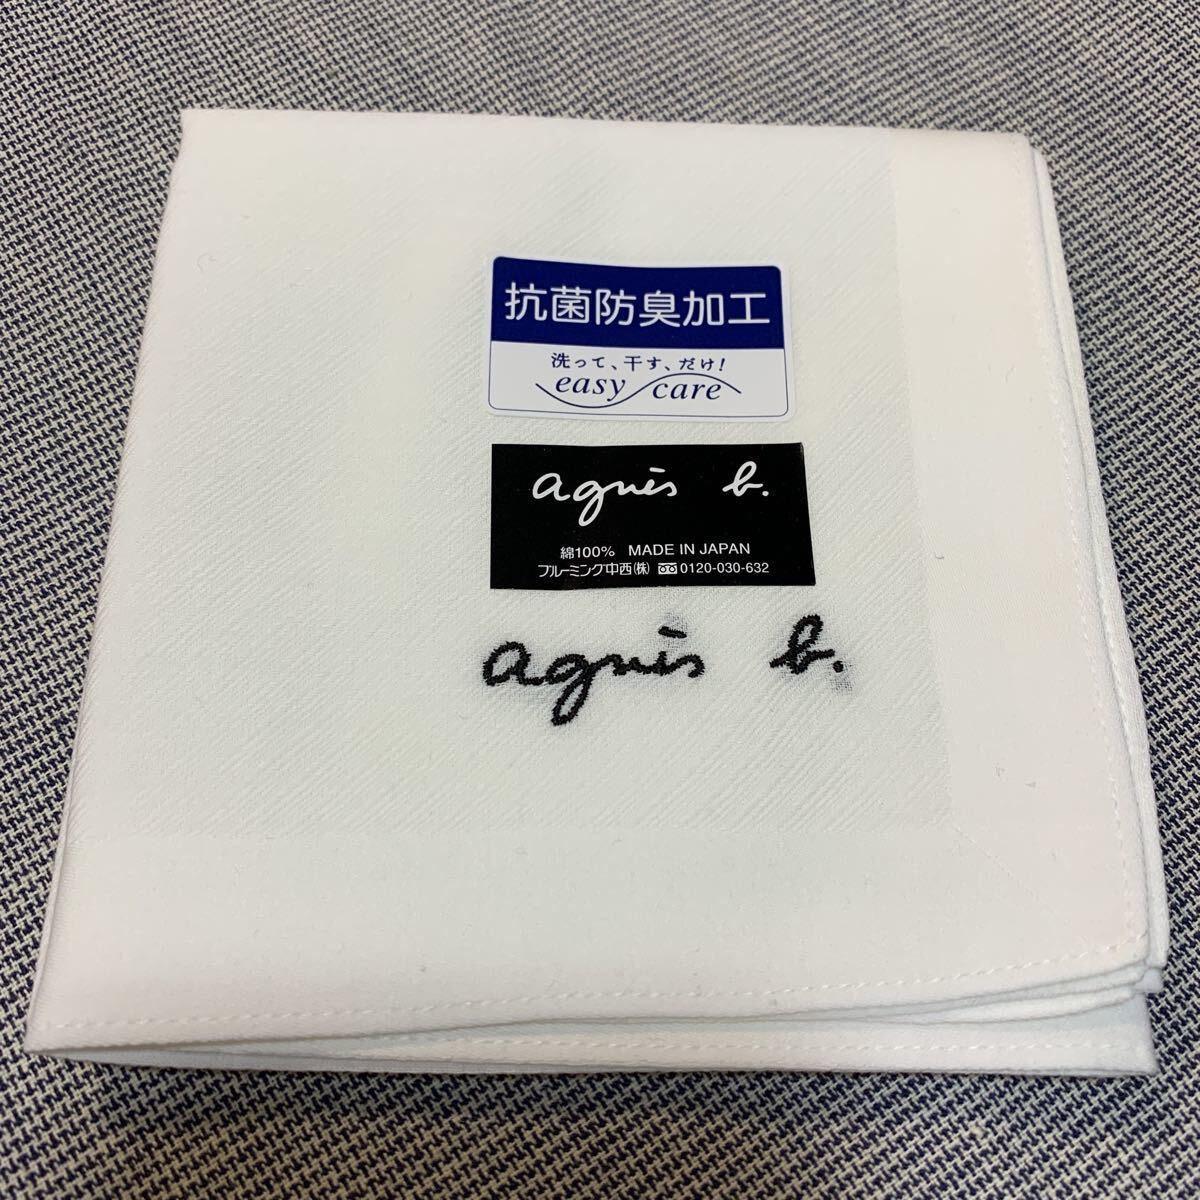 抗菌防臭加工
洗って、干す、だけ!
easy care
agnès b.
綿100% MADE IN JAPAN
ブルーミング中西(株) 0120-030-632
agnès b.